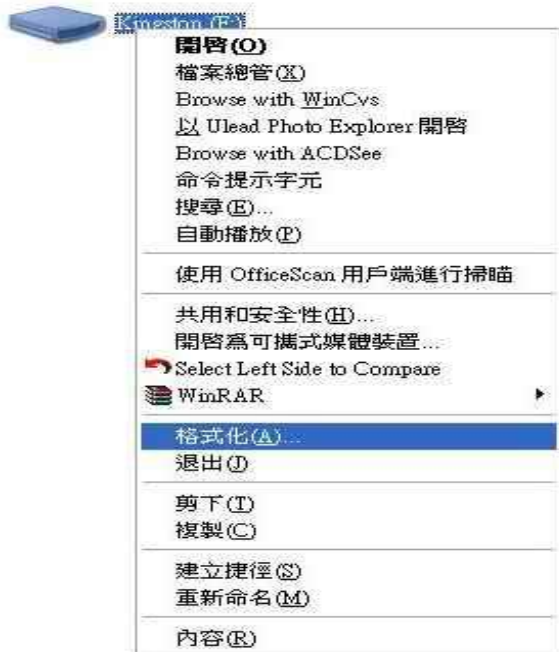 Kingston (F:)
開啓(O)
檔案總管(X)
Browse with WinCvs
以 Ulead Photo Explorer 開啓
Browse with ACDSee
命令提示字元
搜尋(E)...
自動播放(P)
使用 OfficeScan 用戶端進行掃瞄
共用和安全性(H)...
開啓爲可攜式媒體裝置...
Select Left Side to Compare
WinRAR
格式化(A)...
退出(J)
剪下(T)
複製(C)
建立捷徑(S)
重新命名(M)
內容(R)